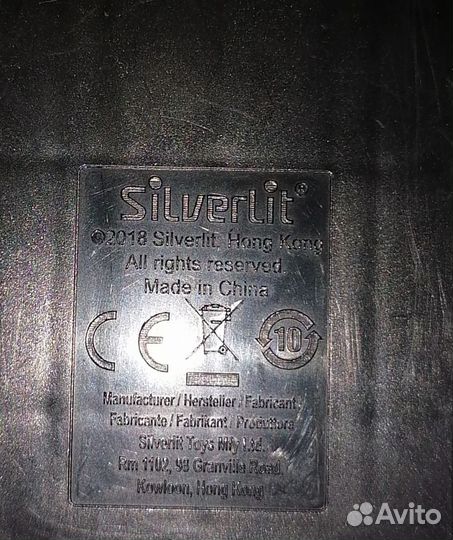 Silverlit®
©2018 Silverlit. Hong Kong
All rights reserved.
Made in China
CE
10
Manufacturer / Hersteller / Fabricant
Fabricante / Fabrikant / Produttore
Silverlit Toys Mfy Ltd.
Rm 1102, 98 Granville Road,
Kowloon, Hong Kong
Avito